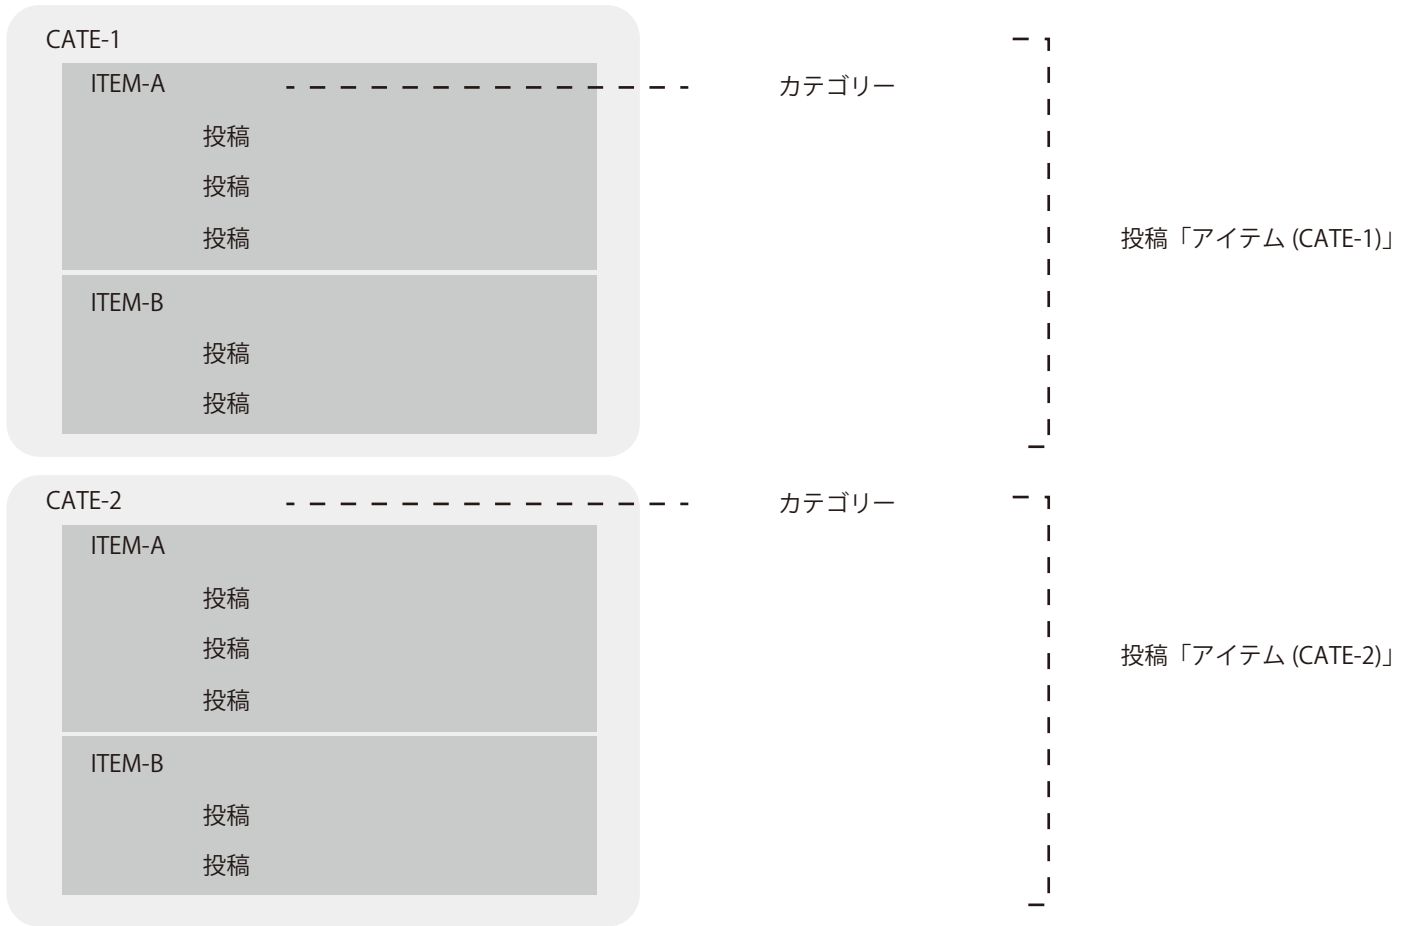 CATE-1
ITEM-A
カテゴリー
投稿
投稿
投稿
投稿「アイテム (CATE-1)」
ITEM-B
投稿
投稿
CATE-2
カテゴリー
ITEM-A
投稿
投稿
投稿「アイテム (CATE-2)」
投稿
ITEM-B
投稿
投稿